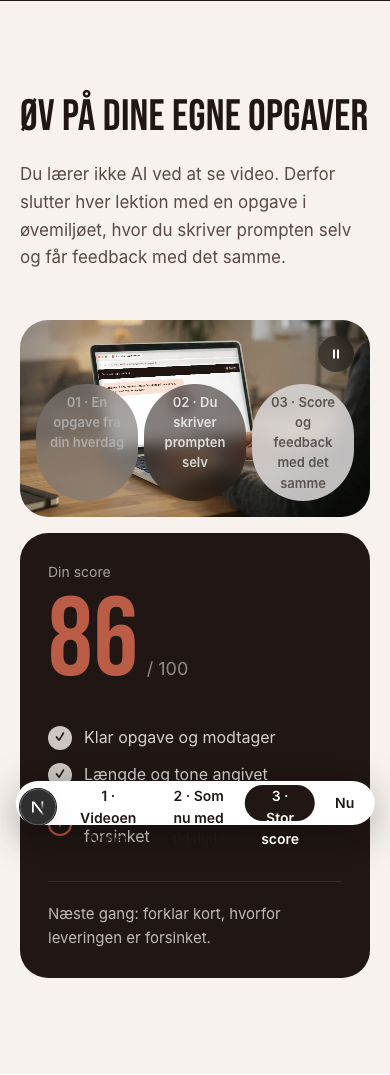 ØV PÅ DINE EGNE OPGAVER
Du lærer ikke AI ved at se video. Derfor
slutter hver lektion med en opgave i
øvemiljøet, hvor du skriver prompten selv
og får feedback med det samme.
01 · En
opgave fra
din hverdag
02 · Du
skriver
prompten
selv
03 · Score
og
feedback
med det
samme
Din score
86
/ 100
Klar opgave og modtager
Længde og tone angivet
N
1 ·
Videoen
2 · Som
nu med
3 ·
Stor
score
Nu
forsinket
Næste gang: forklar kort, hvorfor
leveringen er forsinket.